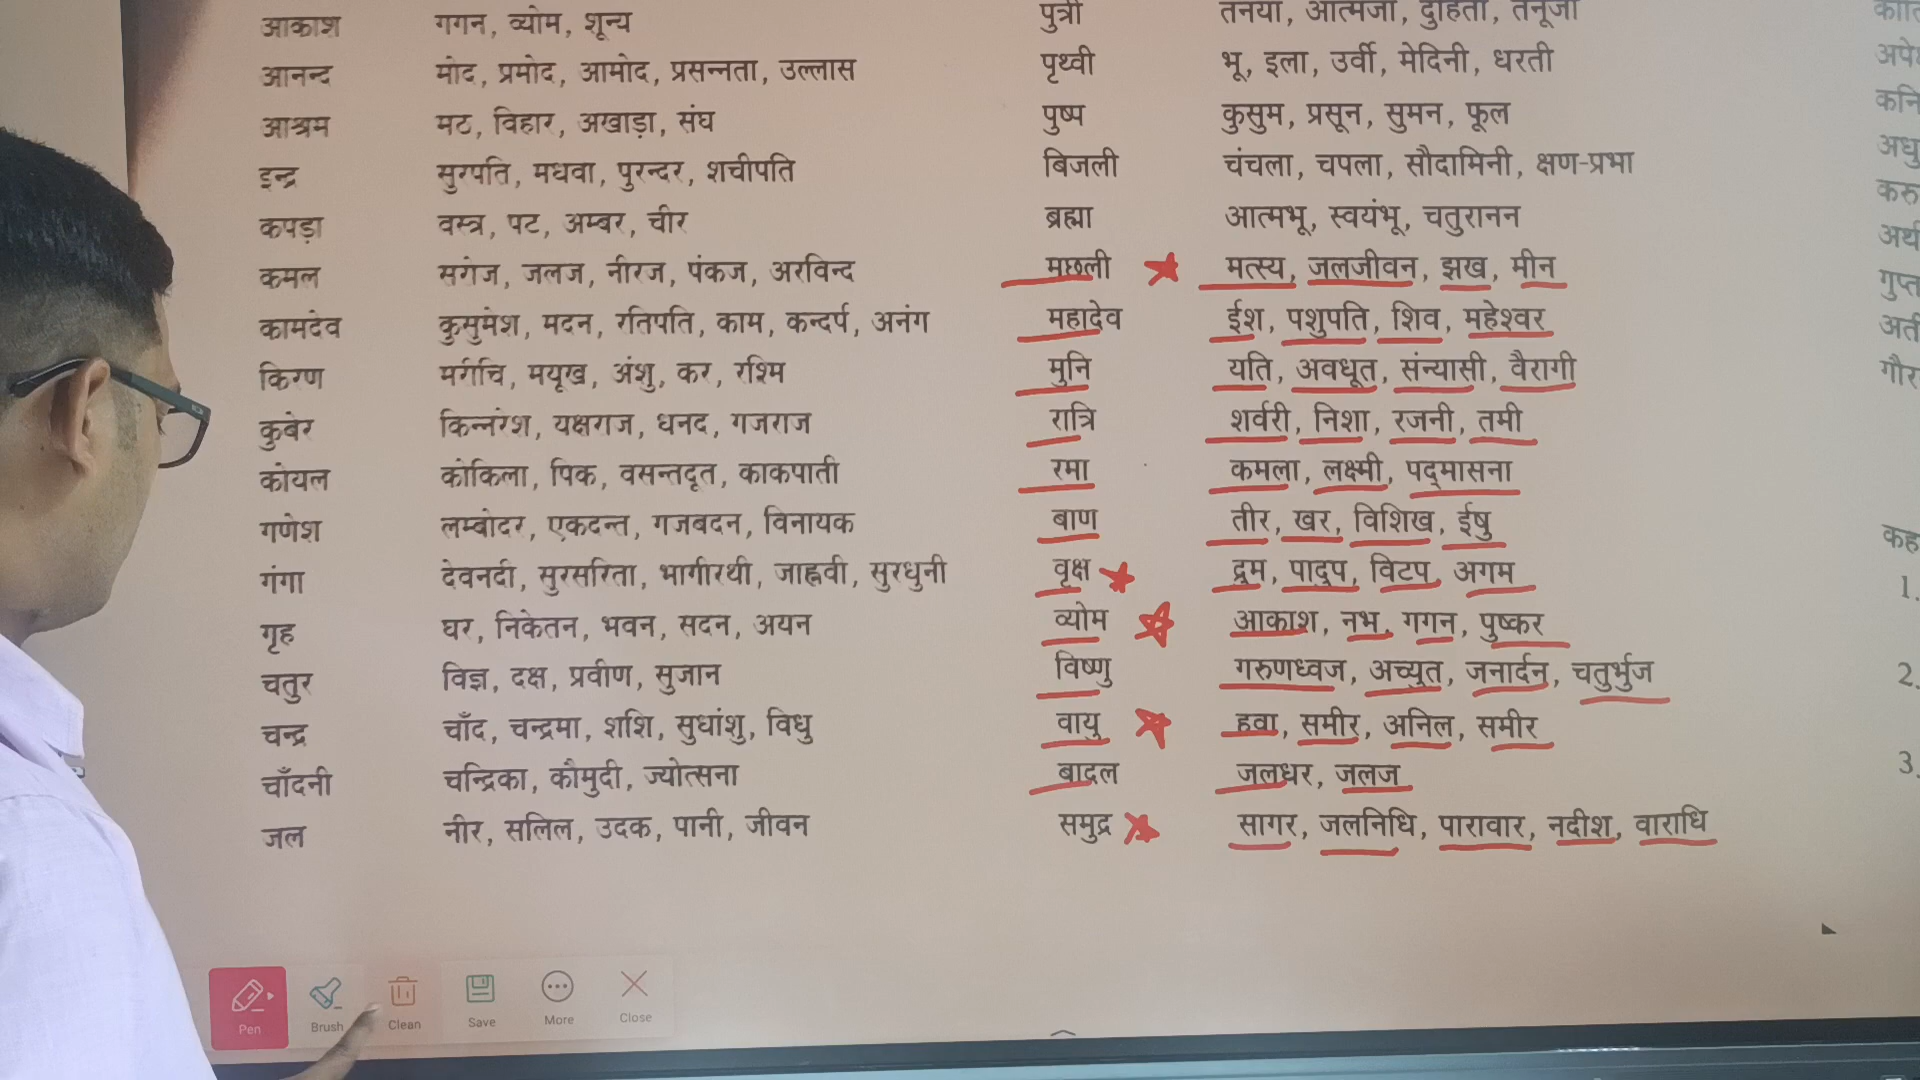 आकाश गगन, व्योम, शून्य
आनन्द मोद, प्रमोद, आमोद, प्रसन्नता, उल्लास
आश्रम मठ, विहार, अखाड़ा, संघ
इन्द्र सुरपति, मधवा, पुरन्दर, शचीपति
कपड़ा वस्त्र, पट, अम्बर, चीर
कमल सरोज, जलज, नीरज, पंकज, अरविन्द
कामदेव कुसुमेश, मदन, रतिपति, काम, कन्दर्प, अनंग
किरण मरीचि, मयूख, अंशु, कर, रश्मि
कुबेर किन्नरेश, यक्षराज, धनद, गजराज
कोयल कोकिला, पिक, वसन्तदूत, काकपाती
गणेश लम्बोदर, एकदन्त, गजबदन, विनायक
गंगा देवनदी, सुरसरिता, भागीरथी, जाह्नवी, सुरधुनी
गृह घर, निकेतन, भवन, सदन, अयन
चतुर विज्ञ, दक्ष, प्रवीण, सुजान
चन्द्र चाँद, चन्द्रमा, शशि, सुधांशु, विधु
चाँदनी चन्द्रिका, कौमुदी, ज्योत्सना
जल नीर, सलिल, उदक, पानी, जीवन
पुत्री तनया, आत्मजा, दुहिता, तनूजा
पृथ्वी भू, इला, उर्वी, मेदिनी, धरती
पुष्प कुसुम, प्रसून, सुमन, फूल
बिजली चंचला, चपला, सौदामिनी, क्षण-प्रभा
ब्रह्मा आत्मभू, स्वयंभू, चतुरानन
मछली मत्स्य, जलजीवन, झख, मीन
महादेव ईश, पशुपति, शिव, महेश्वर
मुनि यति, अवधूत, संन्यासी, वैरागी
रात्रि शर्वरी, निशा, रजनी, तमी
रमा कमला, लक्ष्मी, पद्मासना
बाण तीर, खर, विशिख, ईषु
वृक्ष द्रुम, पादप, विटप, अगम
व्योम आकाश, नभ, गगन, पुष्कर
विष्णु गरुणध्वज, अच्युत, जनार्दन, चतुर्भुज
वायु हवा, समीर, अनिल, समीर
बादल जलधर, जलज
समुद्र सागर, जलनिधि, पारावार, नदीश, वाराधि
1.
2.
3.
Pen Brush Clean Save More Close